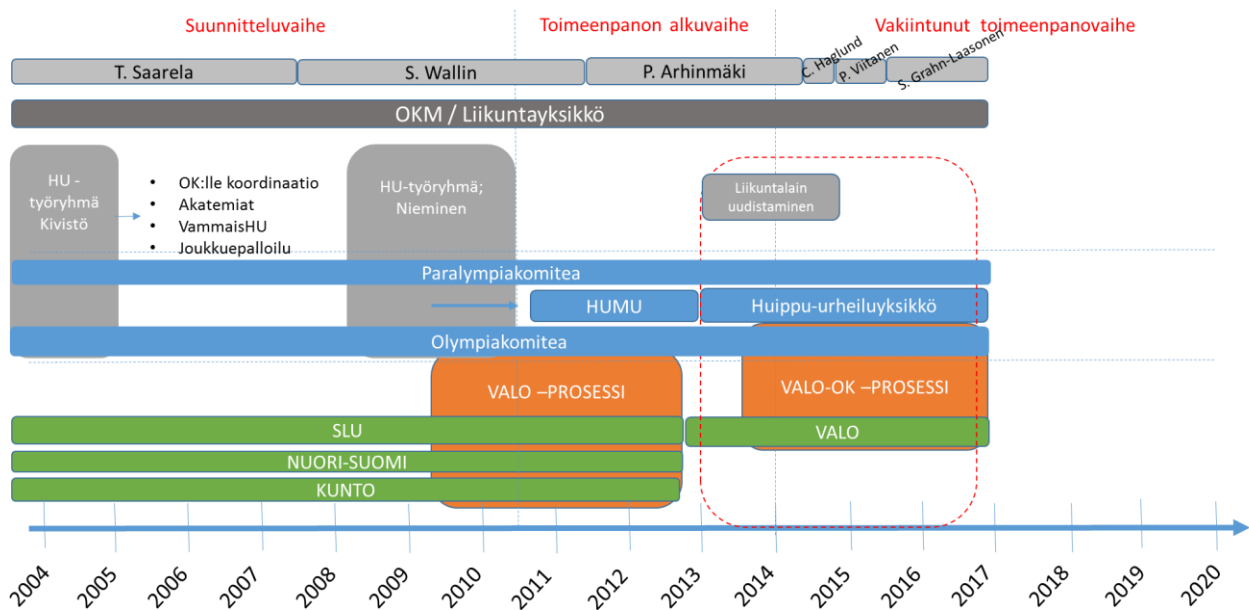 Suunnitteluvaihe
Toimeenpanon alkuvaihe
Vakiintunut toimeenpanovaihe
T. Saarela
S. Wallin
P. Arhinmäki
C. Haglund
P. Viitanen
S. Grahn-Laasonen
OKM / Liikuntayksikkö
HU -
työryhmä
Kivistö
• OK:lle koordinaatio
• Akatemiat
• VammaisHU
• Joukkuepalloilu
HU-työryhmä;
Nieminen
Liikuntalain
uudistaminen
Paralympiakomitea
HUMU
Huippu-urheiluyksikkö
Olympiakomitea
VALO –PROSESSI
VALO-OK –PROSESSI
SLU
VALO
NUORI-SUOMI
KUNTO
2004
2005
2006
2007
2008
2009
2010
2011
2012
2013
2014
2015
2016
2017
2018
2019
2020